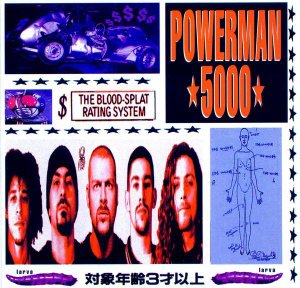 $$$$
POWERMAN
5000
$
THE BLOOD-SPLAT
RATING SYSTEM
larva
対象年齢3才以上
larva